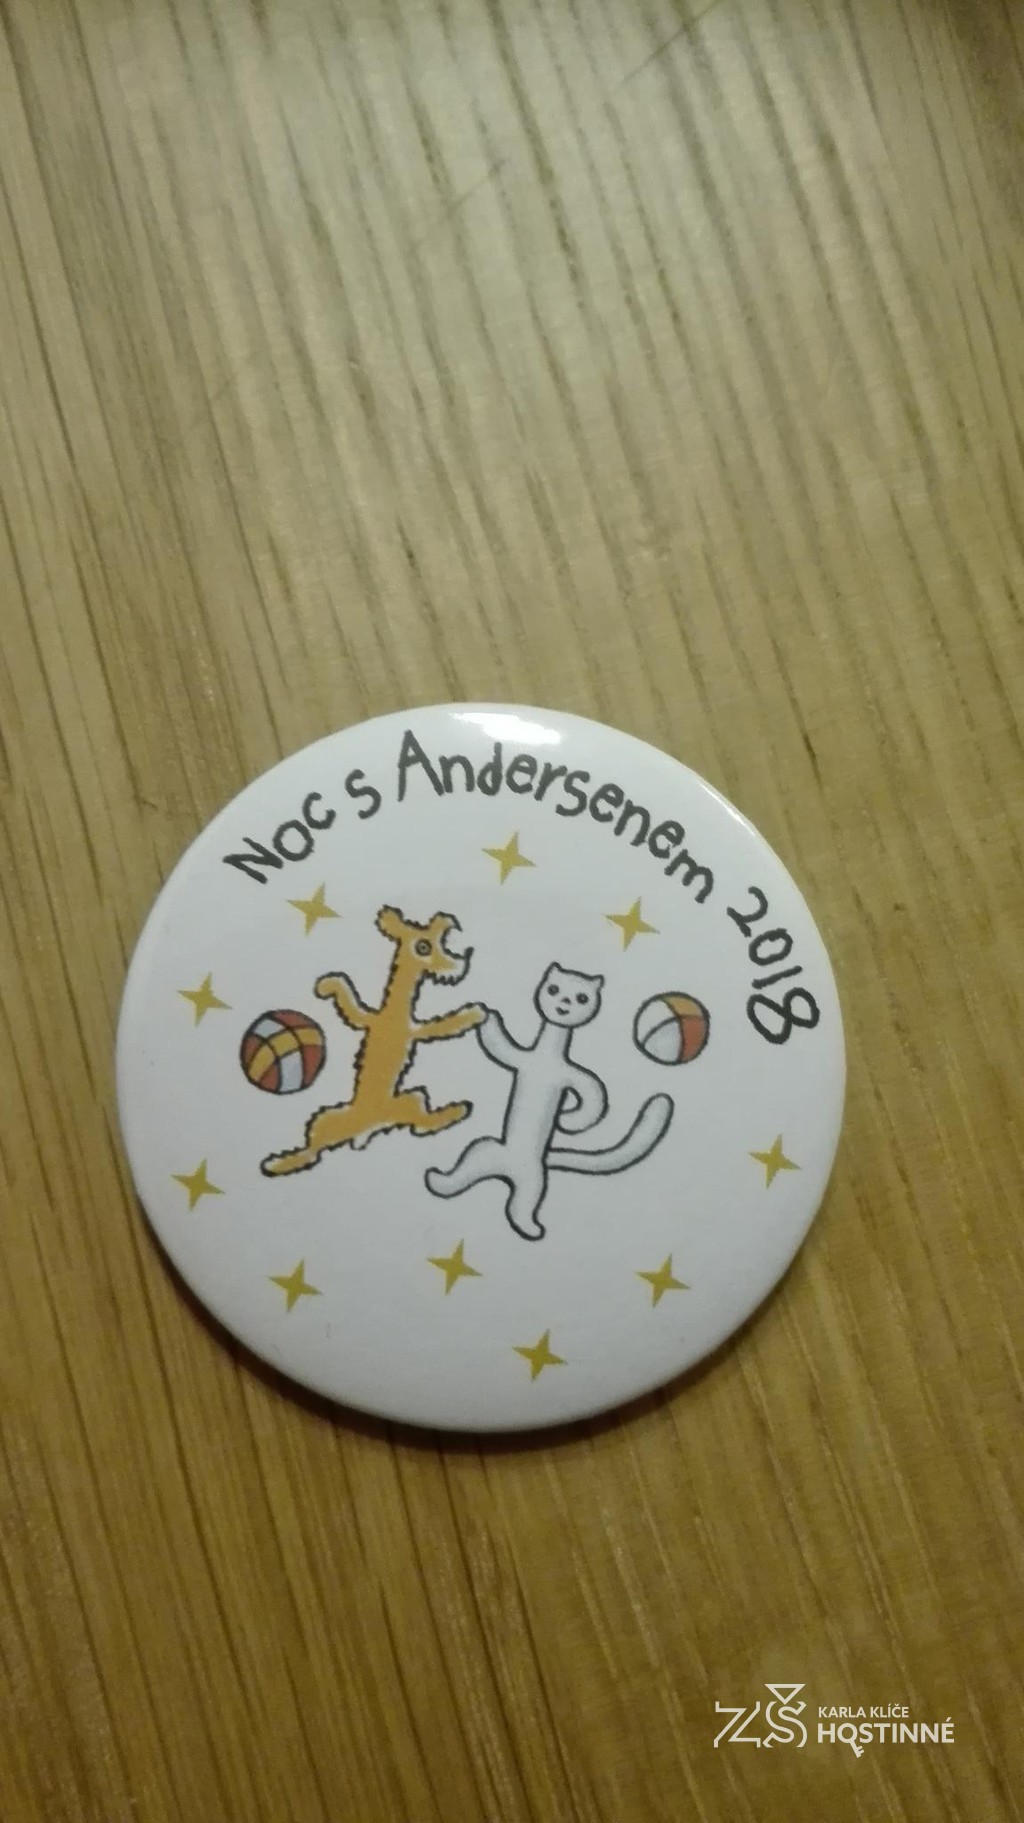 Noc s Andersenem 2018
ZŠ KARLA KLÍČE
HOSTINNÉ